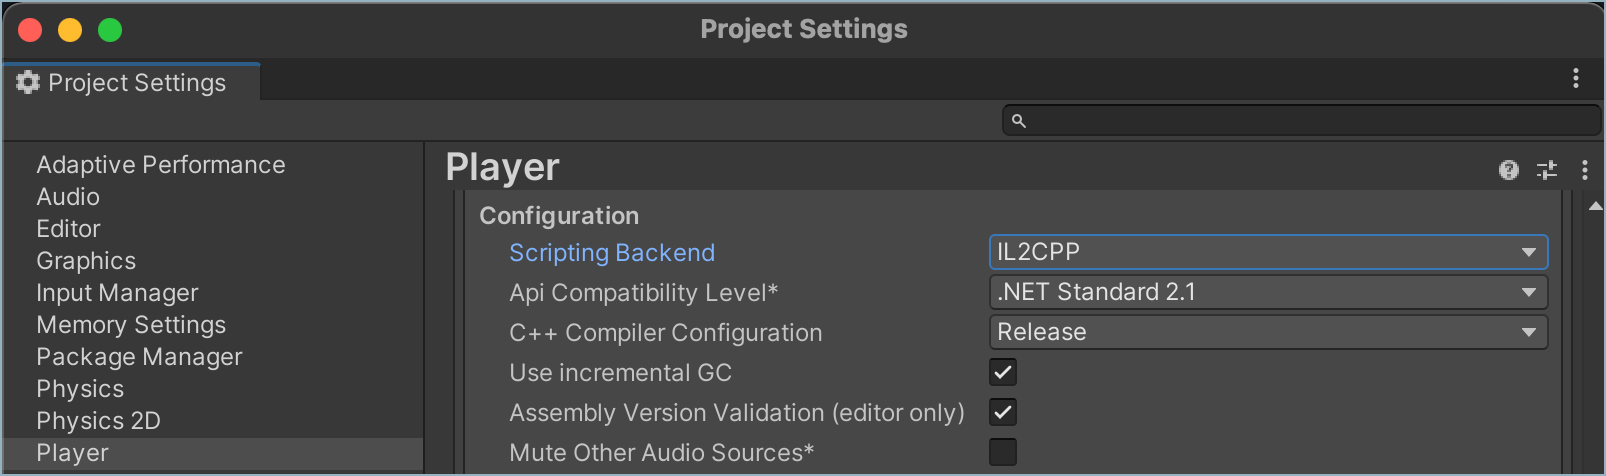 Project Settings
Project Settings
Adaptive Performance
Audio
Editor
Graphics
Input Manager
Memory Settings
Package Manager
Physics
Physics 2D
Player
Player
Configuration
Scripting Backend IL2CPP
Api Compatibility Level* .NET Standard 2.1
C++ Compiler Configuration Release
Use incremental GC
Assembly Version Validation (editor only)
Mute Other Audio Sources*